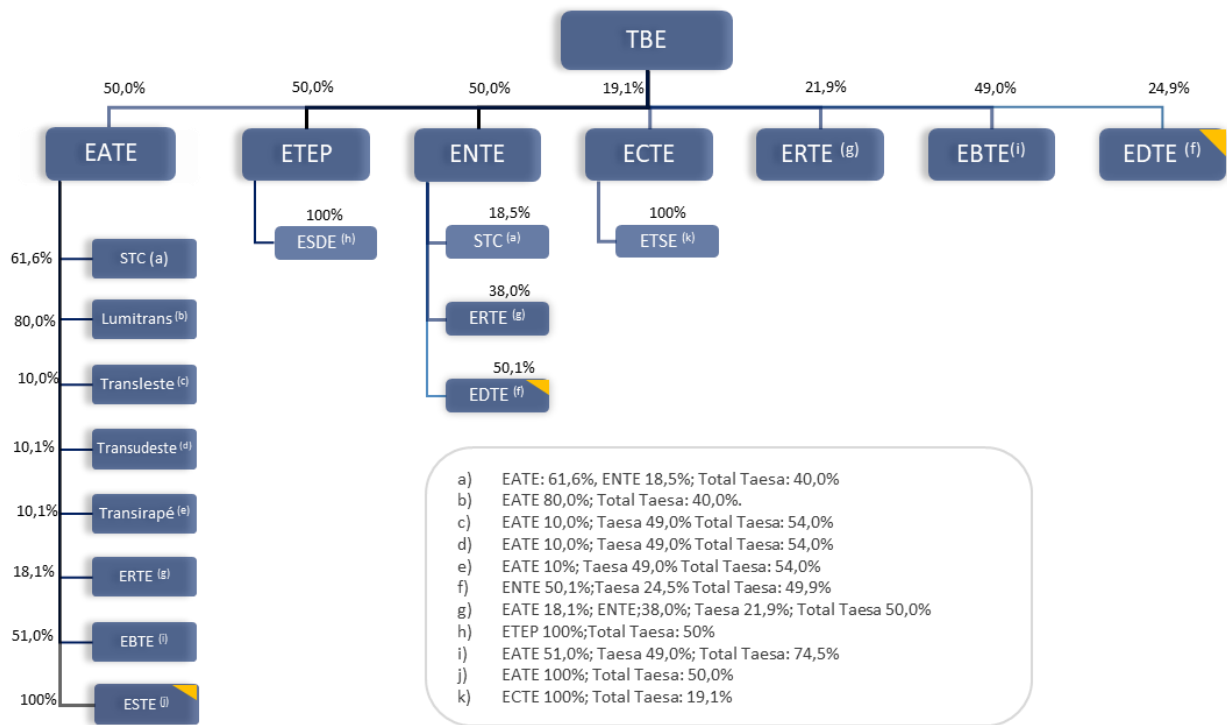 TBE
50,0%
50,0%
50,0%
19,1%
21,9%
49,0%
24,9%
EATE
ETEP
ENTE
ECTE
ERTE (g)
EBTE(i)
EDTE (f)
61,6%
STC (a)
80,0%
Lumitrans (b)
10,0%
Transleste (c)
10,1%
Transudeste (d)
10,1%
Transirapé (e)
18,1%
ERTE (g)
51,0%
EBTE (i)
100%
ESTE (j)
100%
ESDE (h)
18,5%
STC (a)
38,0%
ERTE (g)
50,1%
EDTE (f)
100%
ETSE (k)
a) EATE: 61,6%, ENTE 18,5%; Total Taesa: 40,0%
b) EATE 80,0%; Total Taesa: 40,0%.
c) EATE 10,0%; Taesa 49,0% Total Taesa: 54,0%
d) EATE 10,0%; Taesa 49,0% Total Taesa: 54,0%
e) EATE 10%; Taesa 49,0% Total Taesa: 54,0%
f) ENTE 50,1%;Taesa 24,5% Total Taesa: 49,9%
g) EATE 18,1%; ENTE;38,0%; Taesa 21,9%; Total Taesa 50,0%
h) ETEP 100%;Total Taesa: 50%
i) EATE 51,0%; Taesa 49,0%; Total Taesa: 74,5%
j) EATE 100%; Total Taesa: 50,0%
k) ECTE 100%; Total Taesa: 19,1%